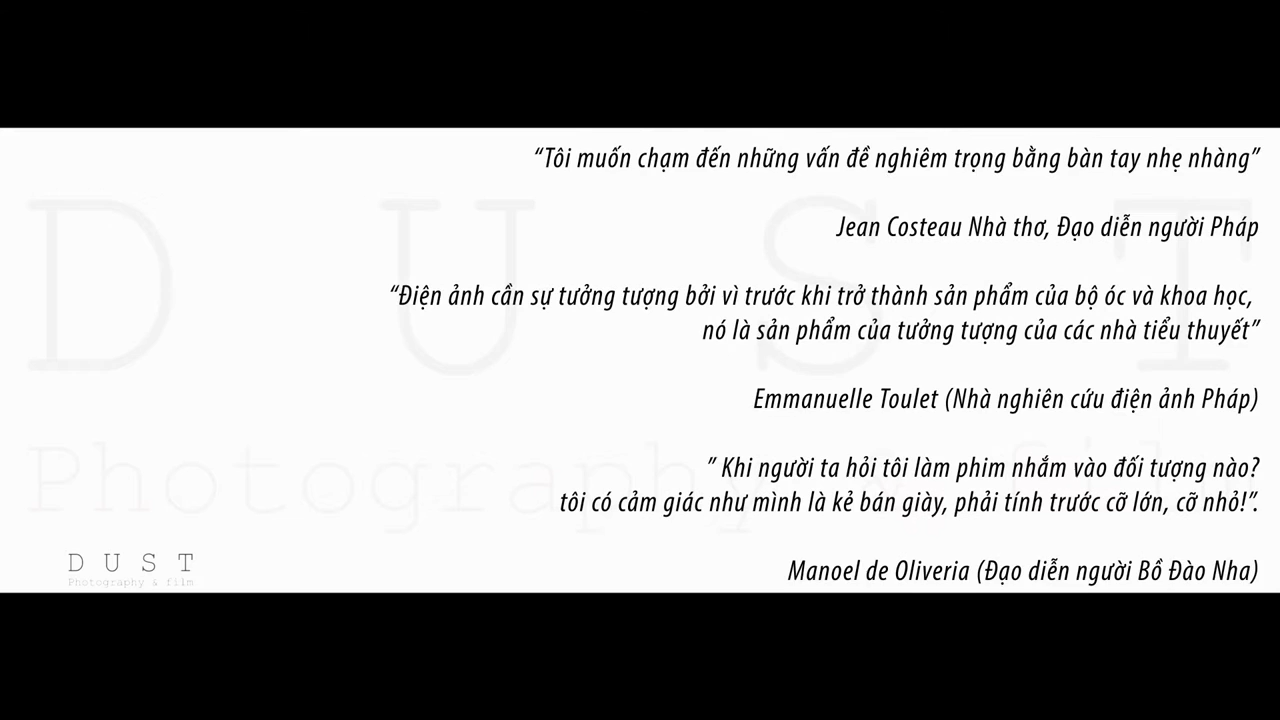 “Tôi muốn chạm đến những vấn đề nghiêm trọng bằng bàn tay nhẹ nhàng”
Jean Costeau Nhà thơ, Đạo diễn người Pháp
“Điện ảnh cần sự tưởng tượng bởi vì trước khi trở thành sản phẩm của bộ óc và khoa học,
nó là sản phẩm của tưởng tượng của các nhà tiểu thuyết”
Emmanuelle Toulet (Nhà nghiên cứu điện ảnh Pháp)
” Khi người ta hỏi tôi làm phim nhắm vào đối tượng nào?
tôi có cảm giác như mình là kẻ bán giày, phải tính trước cỡ lớn, cỡ nhỏ!”.
Manoel de Oliveria (Đạo diễn người Bồ Đào Nha)
D U S T
Photography & film
D U S T
Photography & film